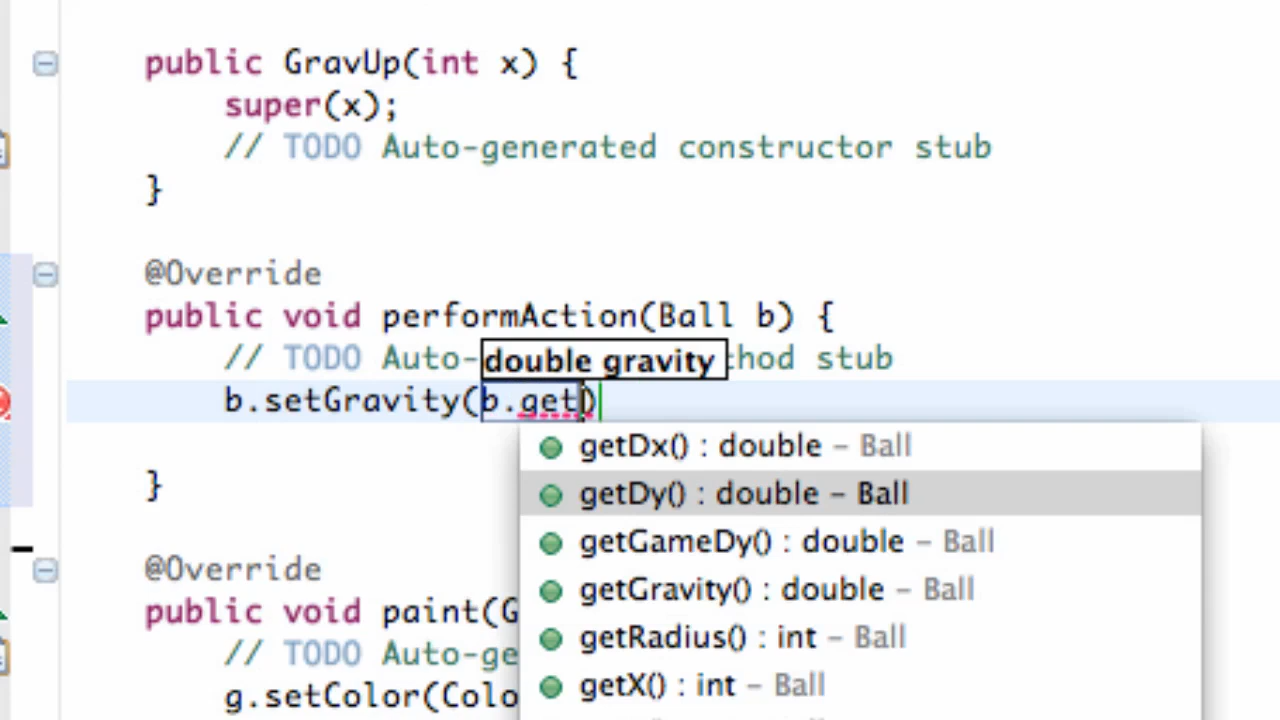 public GravUp(int x) {
super(x);
// TODO Auto-generated constructor stub
}
@Override
public void performAction(Ball b) {
// TODO Auto- stub
double gravity
b.setGravity(b.get)
getDx() : double – Ball
getDy() : double – Ball
getGameDy() : double – Ball
getGravity() : double – Ball
getRadius() : int – Ball
getX() : int – Ball
}
@Override
public void paint(G
// TODO Auto-ge
g.setColor(Colo